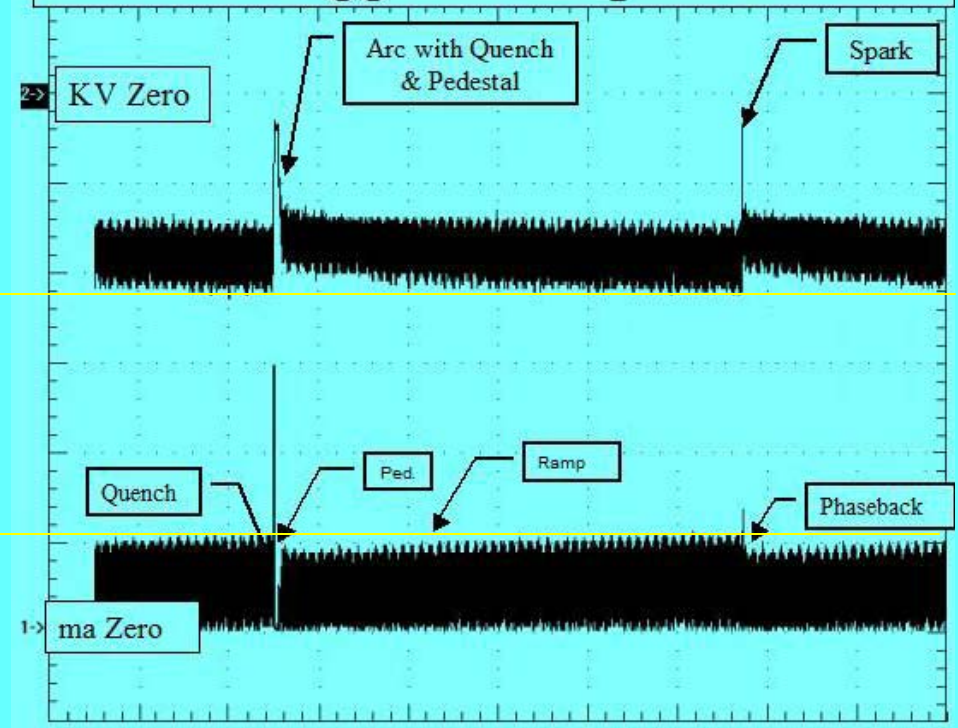 Arc with Quench
& Pedestal
Spark
2->
KV Zero
Quench
Ped.
Ramp
Phaseback
1->
ma Zero